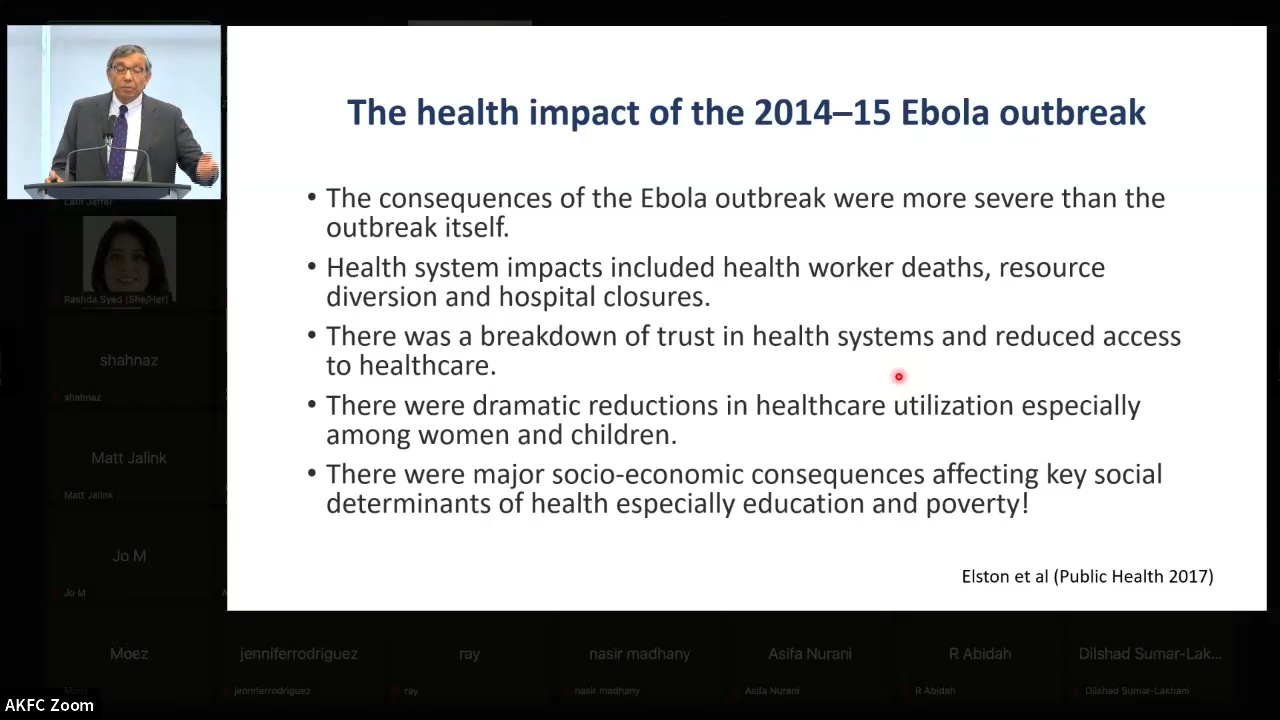 The health impact of the 2014–15 Ebola outbreak
• The consequences of the Ebola outbreak were more severe than the
outbreak itself.
• Health system impacts included health worker deaths, resource
diversion and hospital closures.
• There was a breakdown of trust in health systems and reduced access
to healthcare.
• There were dramatic reductions in healthcare utilization especially
among women and children.
• There were major socio-economic consequences affecting key social
determinants of health especially education and poverty!
Elston et al (Public Health 2017)
Latif Jaffer
Rashda Syed (She/Her)
shahnaz
shahnaz
Matt Jalink
Matt Jalink
Jo M
Jo M
Moez jenniferrodriguez ray nasir madhany Asifa Nurani R Abidah Dilshad Sumar-Lak...
Moez jenniferrodriguez ray nasir madhany Asifa Nurani R Abidah Dilshad Sumar-Lakhani
AKFC Zoom